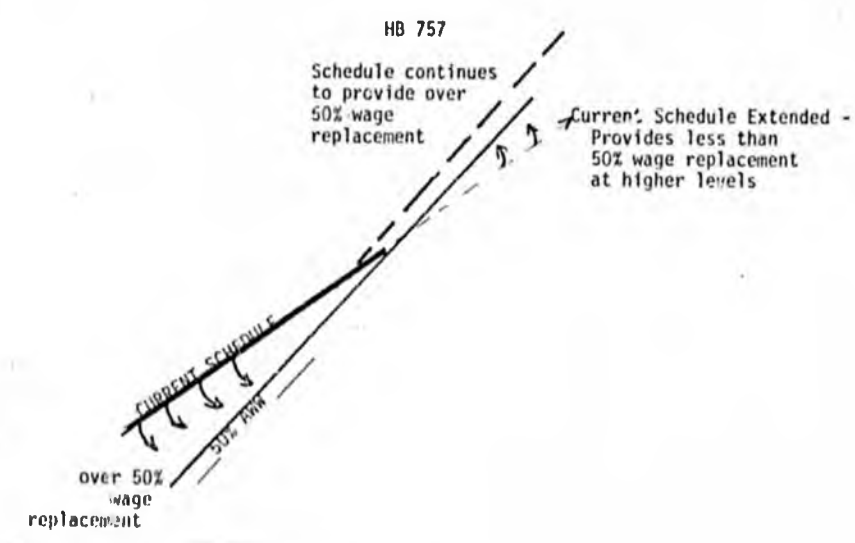 HB 757
Schedule continues
to provide over
50% wage
replacement
Current Schedule Extended -
Provides less than
50% wage replacement
at higher levels
CURRENT SCHEDULE
50% AWW
over 50%
wage
replacement